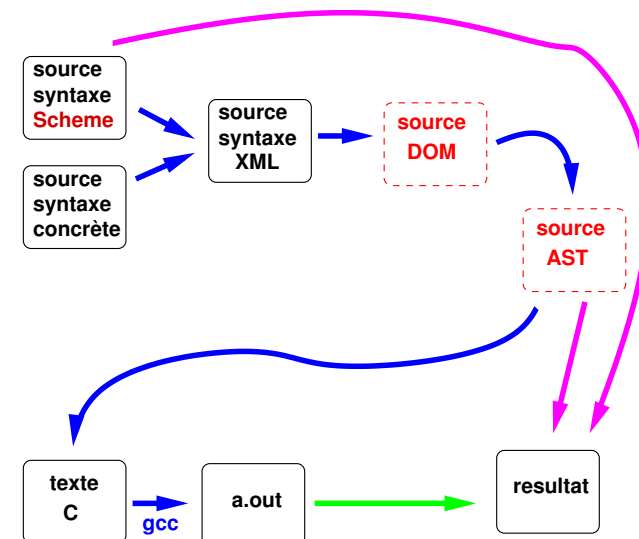 source
syntaxe
Scheme
source
syntaxe
concrète
source
syntaxe
XML
source
DOM
source
AST
texte
C
gcc
a.out
resultat